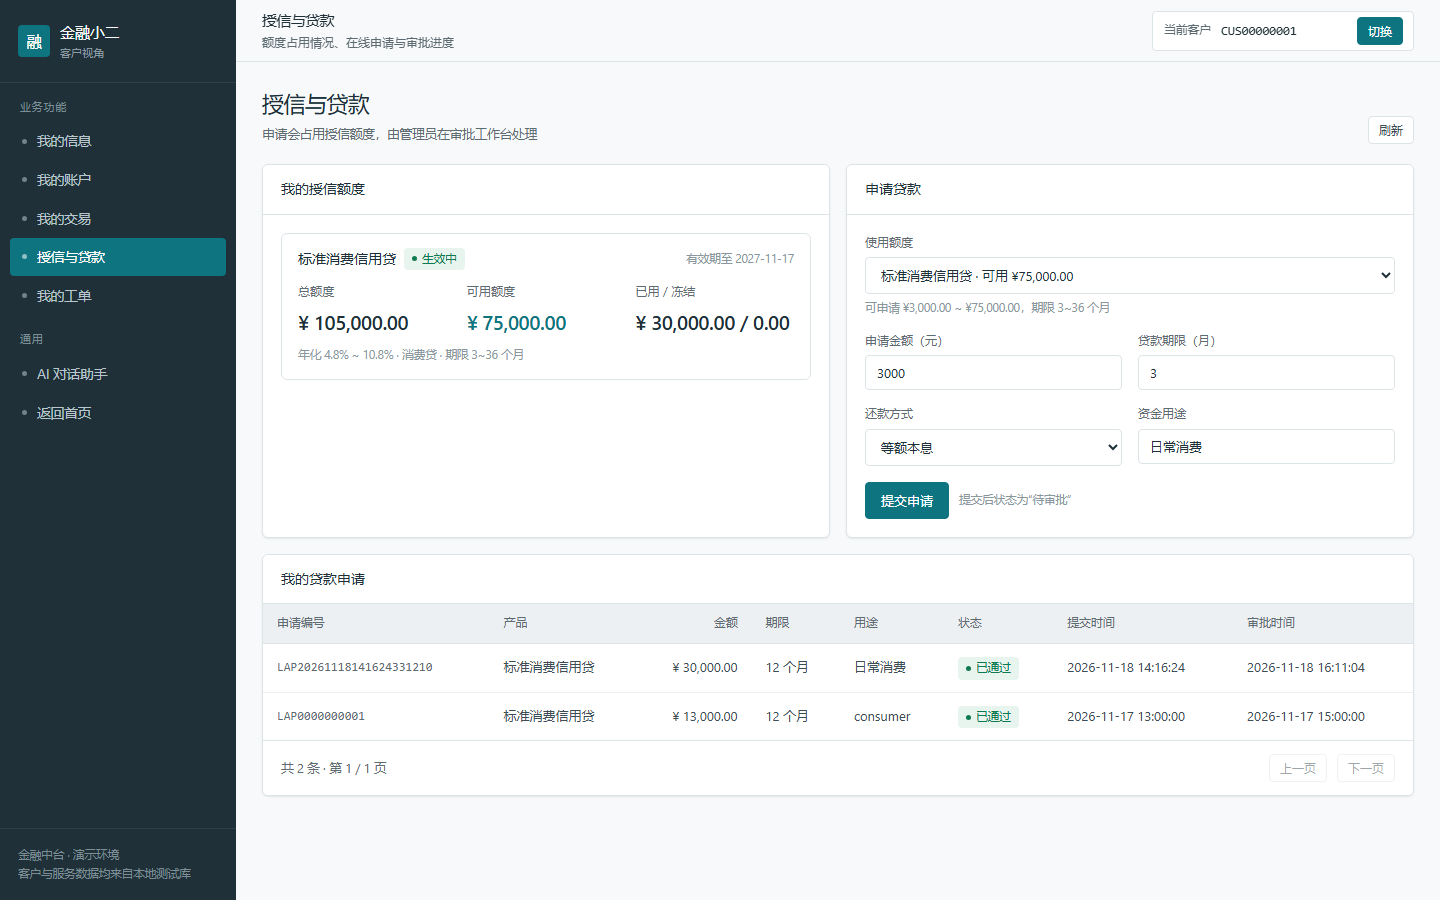 融
金融小二
客户视角
业务功能
我的信息
我的账户
我的交易
授信与贷款
我的工单
通用
AI 对话助手
返回首页
金融中台 · 演示环境
客户与服务数据均来自本地测试库
授信与贷款
额度占用情况、在线申请与审批进度
当前客户 CUS00000001 切换
授信与贷款
申请会占用授信额度，由管理员在审批工作台处理
刷新
我的授信额度
标准消费信用贷 生效中 有效期至 2027-11-17
总额度 可用额度 已用 / 冻结
¥ 105,000.00 ¥ 75,000.00 ¥ 30,000.00 / 0.00
年化 4.8% ~ 10.8% · 消费贷 · 期限 3~36 个月
申请贷款
使用额度
标准消费信用贷 · 可用 ¥75,000.00
可申请 ¥3,000.00 ~ ¥75,000.00，期限 3~36 个月
申请金额（元） 贷款期限（月）
3000 3
还款方式 资金用途
等额本息 日常消费
提交申请 提交后状态为“待审批”
我的贷款申请
申请编号 产品 金额 期限 用途 状态 提交时间 审批时间
LAP20261118141624331210 标准消费信用贷 ¥ 30,000.00 12 个月 日常消费 已通过 2026-11-18 14:16:24 2026-11-18 16:11:04
LAP0000000001 标准消费信用贷 ¥ 13,000.00 12 个月 consumer 已通过 2026-11-17 13:00:00 2026-11-17 15:00:00
共 2 条 · 第 1 / 1 页 上一页 下一页